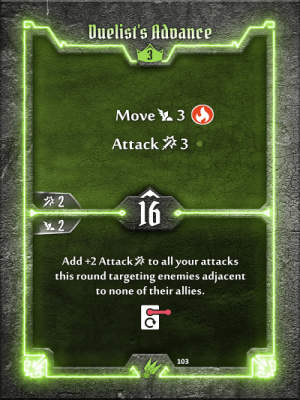 Duelist's Advance
3
Move 3
Attack 3
2
16
2
Add +2 Attack to all your attacks
this round targeting enemies adjacent
to none of their allies.
103